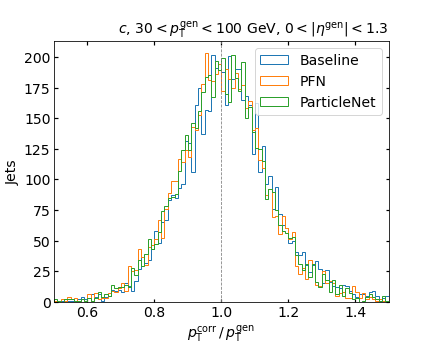 c, 30 < p_T^gen < 100 GeV, 0 < |η^gen| < 1.3
Baseline
PFN
ParticleNet
200
175
150
125
100
75
50
25
0
Jets
0.6 0.8 1.0 1.2 1.4
p_T^corr / p_T^gen